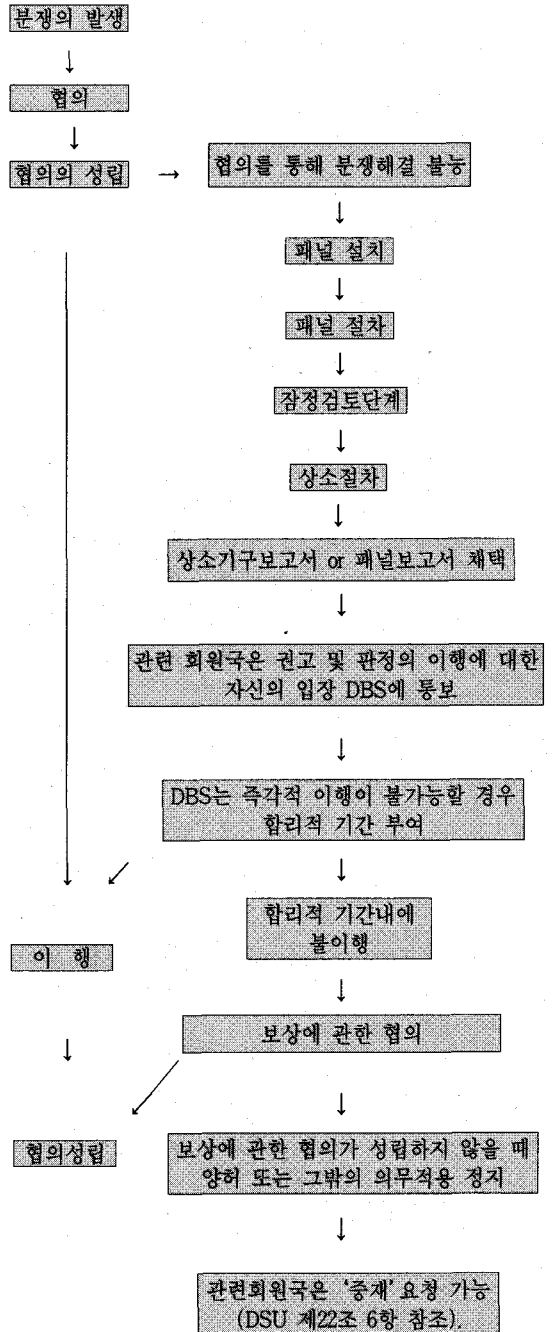 분쟁의 발생
협의
협의의 성립
협의를 통해 분쟁해결 불능
패널 설치
패널 절차
잠정검토단계
상소절차
상소기구보고서 or 패널보고서 채택
관련 회원국은 권고 및 판정의 이행에 대한
자신의 입장 DBS에 통보
DBS는 즉각적 이행이 불가능할 경우
합리적 기간 부여
합리적 기간내에
불이행
이 행
보상에 관한 협의
협의성립
보상에 관한 협의가 성립하지 않을 때
양허 또는 그밖의 의무적용 정지
관련회원국은 '중재'요청 가능
(DSU 제22조 6항 참조).